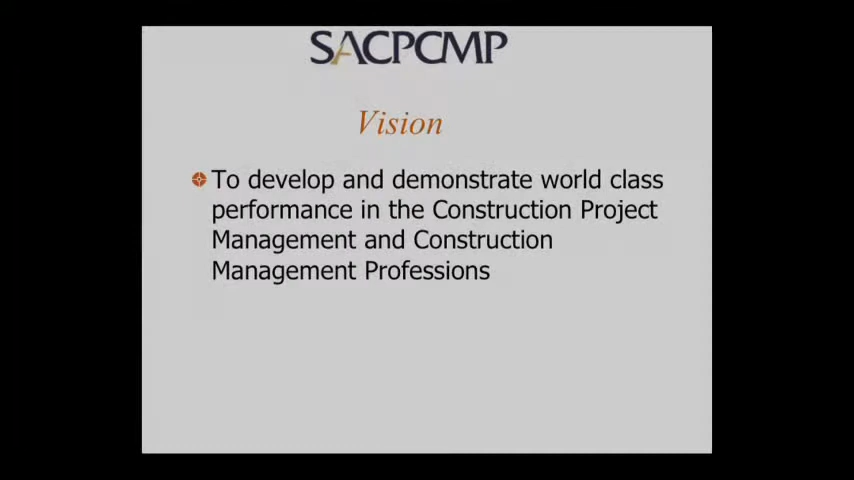 SACPCMP
Vision
To develop and demonstrate world class
performance in the Construction Project
Management and Construction
Management Professions